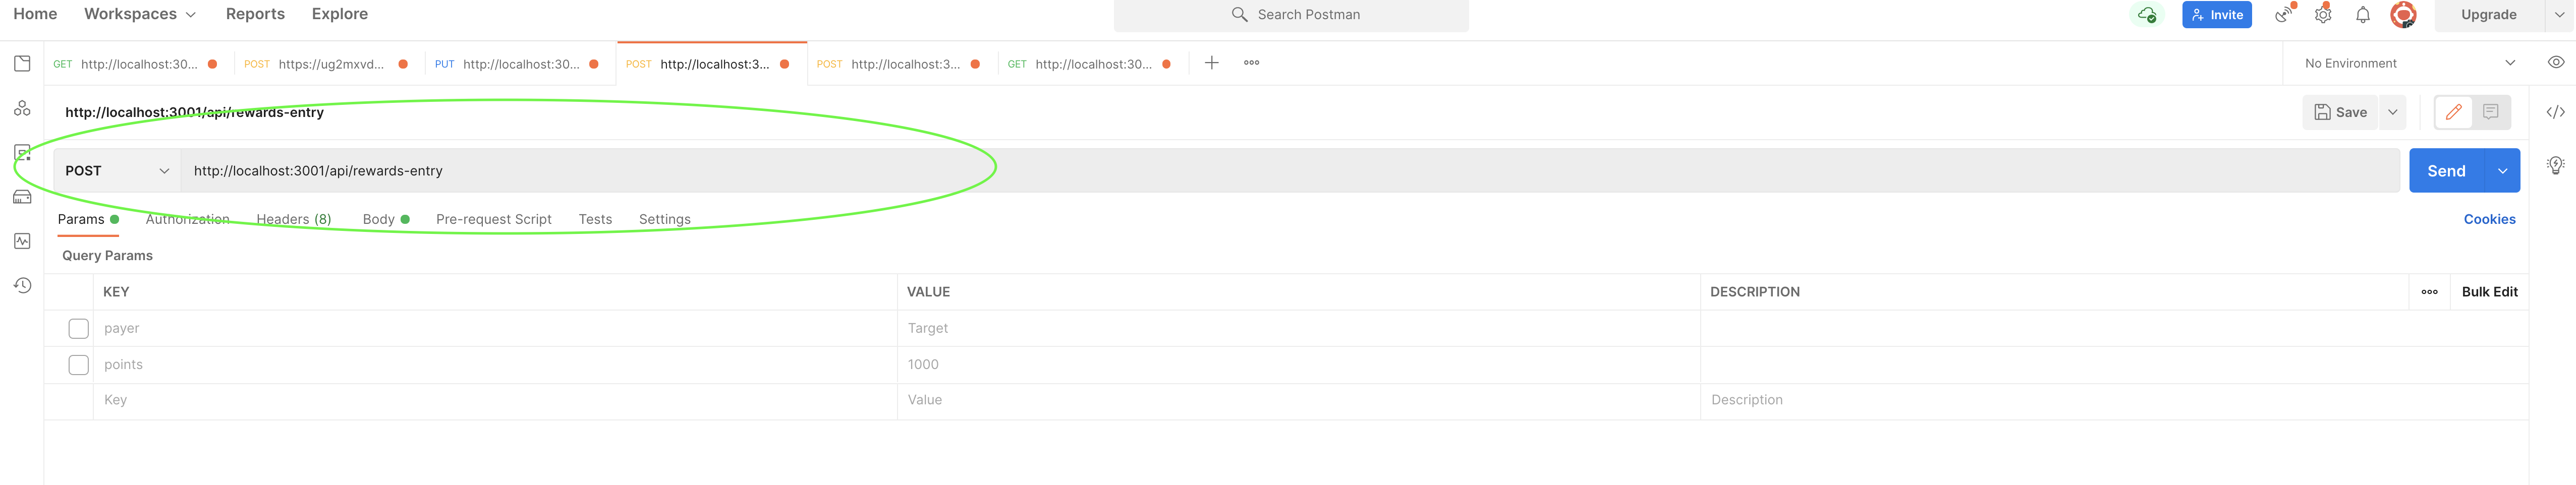 Home Workspaces Reports Explore Search Postman Invite Upgrade
GET http://localhost:30... POST https://ug2mxvd... PUT http://localhost:30... POST http://localhost:3... POST http://localhost:3... GET http://localhost:30... No Environment
http://localhost:3001/api/rewards-entry Save
POST http://localhost:3001/api/rewards-entry Send
Params Authorization Headers (8) Body Pre-request Script Tests Settings Cookies
Query Params
KEY VALUE DESCRIPTION Bulk Edit
payer Target
points 1000
Key Value Description